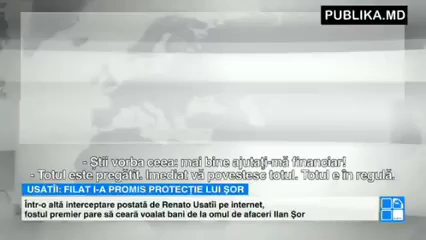 PUBLIKA.MD
- Știi vorba ceea: mai bine ajutați-mă financiar!
- Totul este pregătit. Imediat vă povestesc totul. Totul e în regulă.
USATÎI: FILAT I-A PROMIS PROTECȚIE LUI ȘOR
Într-o altă interceptare postată de Renato Usatîi pe internet,
fostul premier pare să ceară voalat bani de la omul de afaceri Ilan Șor